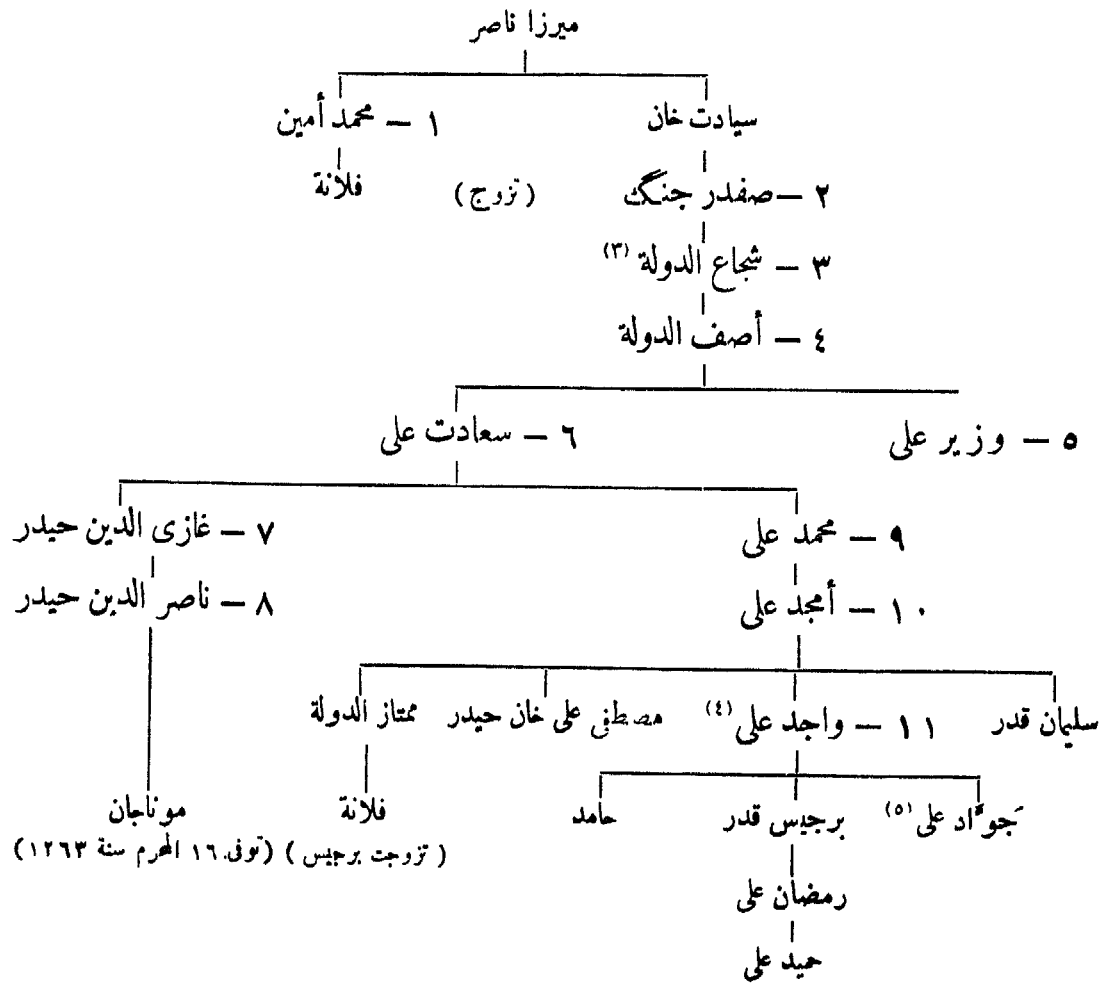 ميرزا ناصر
سيادت خان
١ — محمد أمين
٢ — صفدر جنگ
(تزوج)
فلانة
٣ — شجاع الدولة (٣)
٤ — أصف الدولة
٥ — وزير على
٦ — سعادت على
٩ — محمد على
٧ — غازى الدين حيدر
١٠ — أمجد على
٨ — ناصر الدين حيدر
سليمان قدر
١١ — واجد على (٤)
مصطفى على خان حيدر
ممتاز الدولة
جوّاد على (٥)
برجيس قدر
حامد
فلانة
موناجان
(تزوجت برجيس) (توفى ١٦ المحرم سنة ١٢٦٣)
رمضان على
حميد على